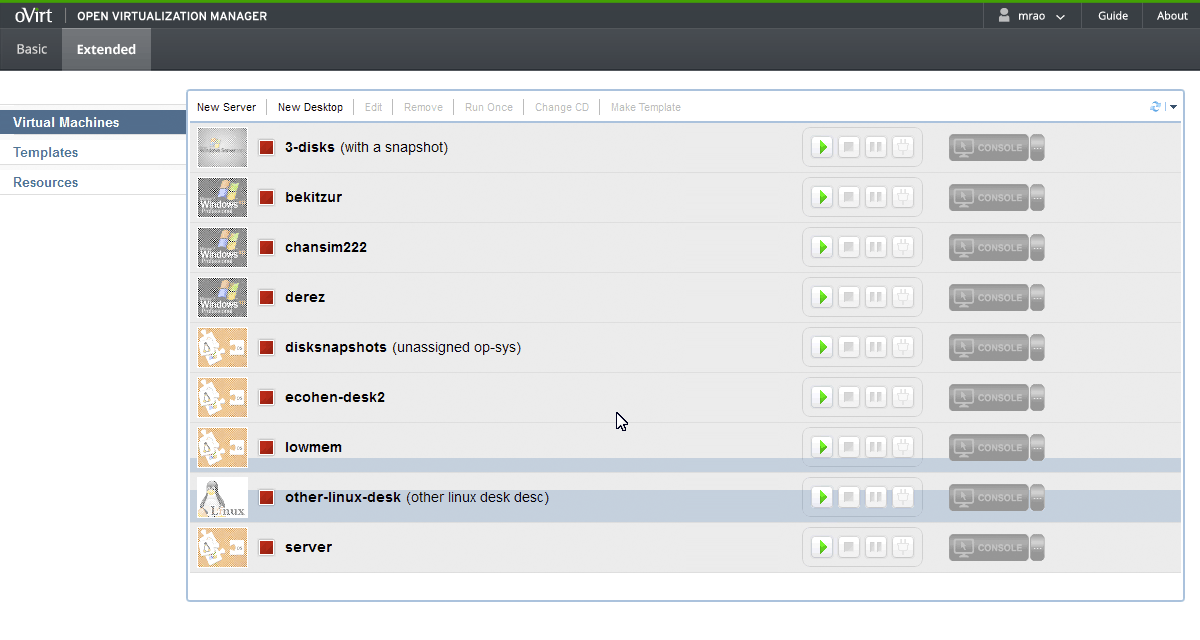 oVirt OPEN VIRTUALIZATION MANAGER mrao Guide About
Basic Extended
New Server New Desktop Edit Remove Run Once Change CD Make Template
Virtual Machines
Templates
Resources
3-disks (with a snapshot) CONSOLE
Windows Professional bekitzur CONSOLE
Windows Professional chansim222 CONSOLE
Windows Professional derez CONSOLE
disksnapshots (unassigned op-sys) CONSOLE
ecohen-desk2 CONSOLE
lowmem CONSOLE
Linux other-linux-desk (other linux desk desc) CONSOLE
server CONSOLE